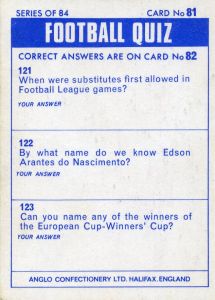 SERIES OF 84 CARD No 81
FOOTBALL QUIZ
CORRECT ANSWERS ARE ON CARD No 82
121
When were substitutes first allowed in
Football League games?
YOUR ANSWER
122
By what name do we know Edson
Arantes do Nascimento?
YOUR ANSWER
123
Can you name any of the winners of
the European Cup-Winners' Cup?
YOUR ANSWER
ANGLO CONFECTIONERY LTD. HALIFAX. ENGLAND